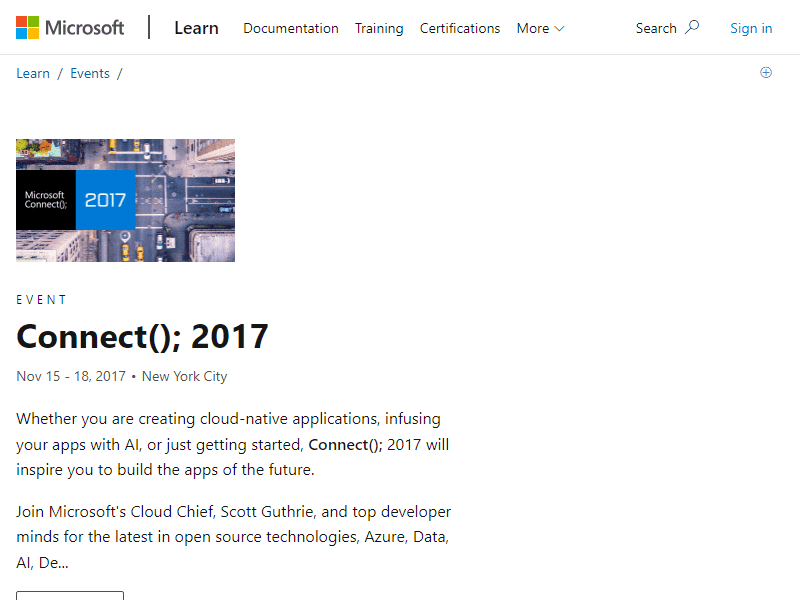 Microsoft | Learn Documentation Training Certifications More Search Sign in
Learn / Events /
Microsoft
Connect();
2017
EVENT
Connect(); 2017
Nov 15 - 18, 2017 • New York City
Whether you are creating cloud-native applications, infusing
your apps with AI, or just getting started, Connect(); 2017 will
inspire you to build the apps of the future.
Join Microsoft's Cloud Chief, Scott Guthrie, and top developer
minds for the latest in open source technologies, Azure, Data,
AI, De...